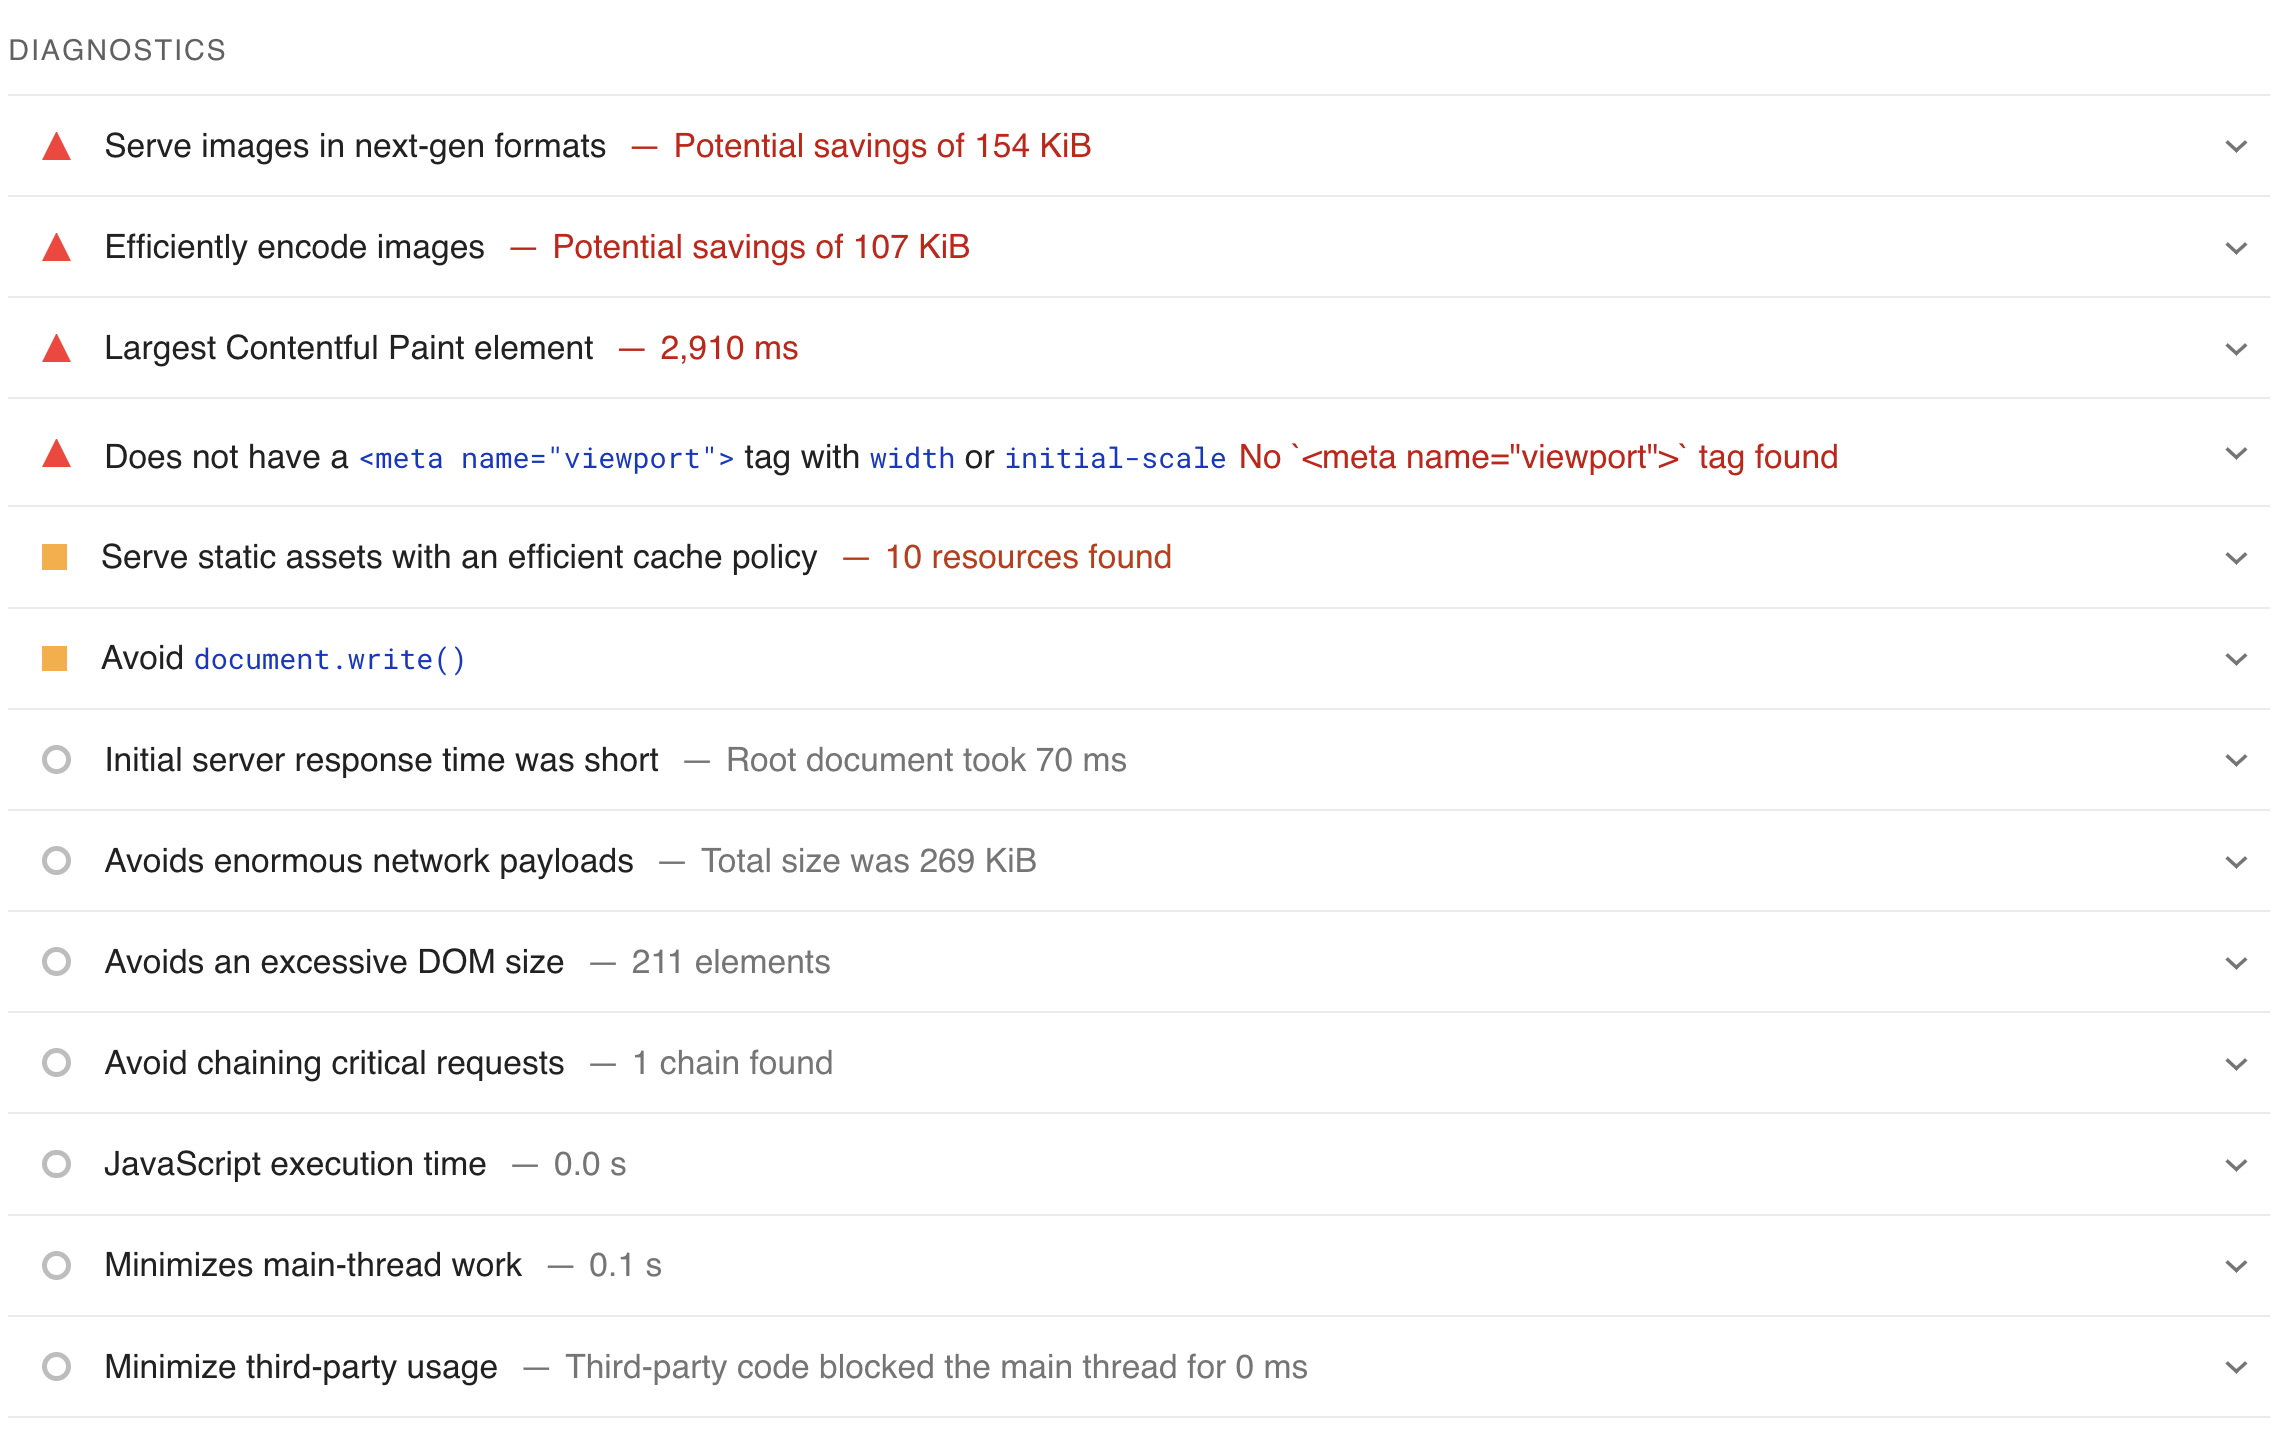 DIAGNOSTICS
Serve images in next-gen formats — Potential savings of 154 KiB
Efficiently encode images — Potential savings of 107 KiB
Largest Contentful Paint element — 2,910 ms
Does not have a <meta name="viewport"> tag with width or initial-scale No `<meta name="viewport">` tag found
Serve static assets with an efficient cache policy — 10 resources found
Avoid document.write()
Initial server response time was short — Root document took 70 ms
Avoids enormous network payloads — Total size was 269 KiB
Avoids an excessive DOM size — 211 elements
Avoid chaining critical requests — 1 chain found
JavaScript execution time — 0.0 s
Minimizes main-thread work — 0.1 s
Minimize third-party usage — Third-party code blocked the main thread for 0 ms